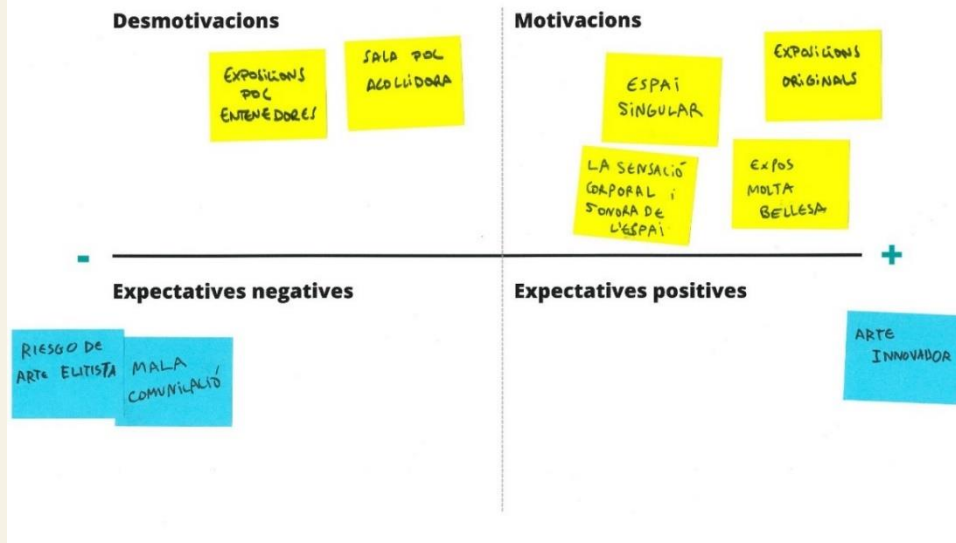 Desmotivacions
Motivacions
EXPOSICIONS
POC
ENTENEDORES
SALA POC
ACOLLIDORA
ESPAI
SINGULAR
EXPOSICIONS
ORIGINALS
LA SENSACIÓ
CORPORAL i
SONORA DE
L'ESPAI
EXPOS
MOLTA
BELLESA
-
+
Expectatives negatives
Expectatives positives
RIESGO DE
ARTE ELITISTA
MALA
COMUNICACIÓ
ARTE
INNOVADOR